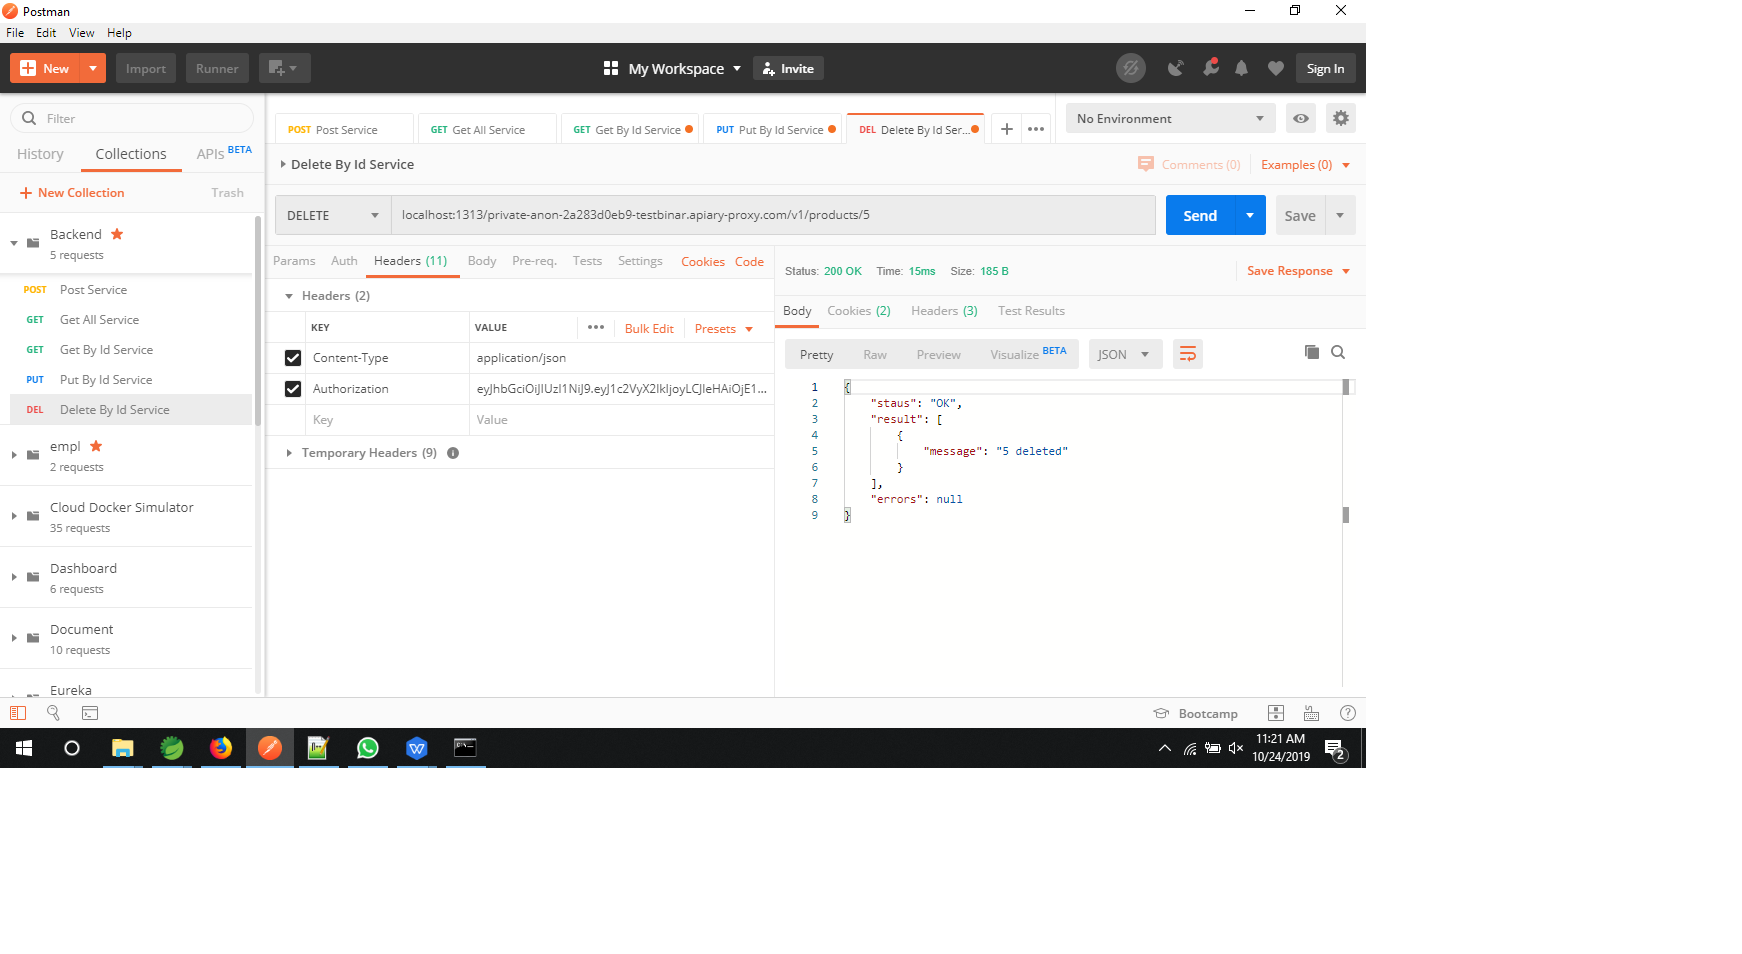 Postman
File Edit View Help
New Import Runner My Workspace Invite Sign In
Filter
History Collections APIs BETA
New Collection Trash
Backend
5 requests
POST Post Service
GET Get All Service
GET Get By Id Service
PUT Put By Id Service
DEL Delete By Id Service
empl
2 requests
Cloud Docker Simulator
35 requests
Dashboard
6 requests
Document
10 requests
Eureka
POST Post Service GET Get All Service GET Get By Id Service PUT Put By Id Service DEL Delete By Id Ser...
No Environment
Delete By Id Service
Comments (0) Examples (0)
DELETE localhost:1313/private-anon-2a283d0eb9-testbinar.apiary-proxy.com/v1/products/5 Send Save
Params Auth Headers (11) Body Pre-req. Tests Settings Cookies Code
Headers (2)
KEY VALUE Bulk Edit Presets
Content-Type application/json
Authorization
Key Value
Temporary Headers (9)
Status: 200 OK Time: 15ms Size: 185 B Save Response
Body Cookies (2) Headers (3) Test Results
Pretty Raw Preview Visualize BETA JSON
1 {
2 "staus": "OK",
3 "result": [
4 {
5 "message": "5 deleted"
6 }
7 ],
8 "errors": null
9 }
Bootcamp
11:21 AM
10/24/2019
2